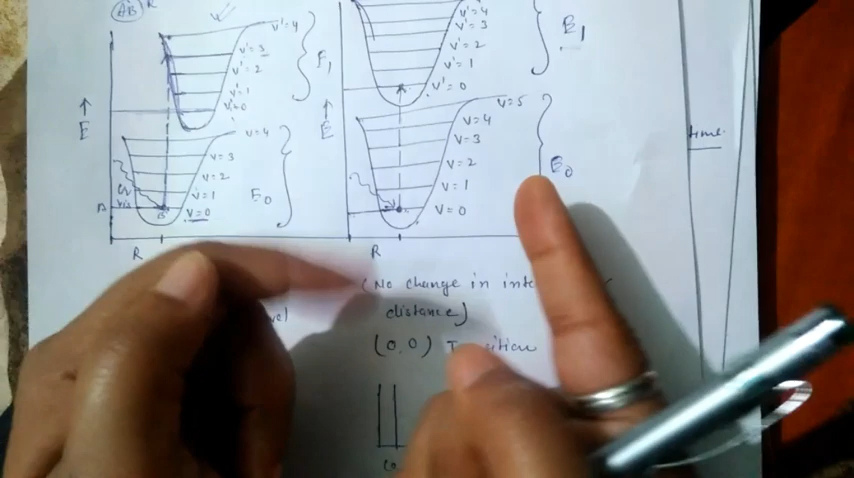 (AB) R
v'=4
v'=3
v'=2
v'=1
v'=0
E1
E
v=4
v=3
v=2
v=1
v=0
E0
A
B
R
v'=4
v'=3
v'=2
v'=1
v'=0
E1
E
v=5
v=4
v=3
v=2
v=1
v=0
E0
R
(No change in
distance)
(0,0)
time